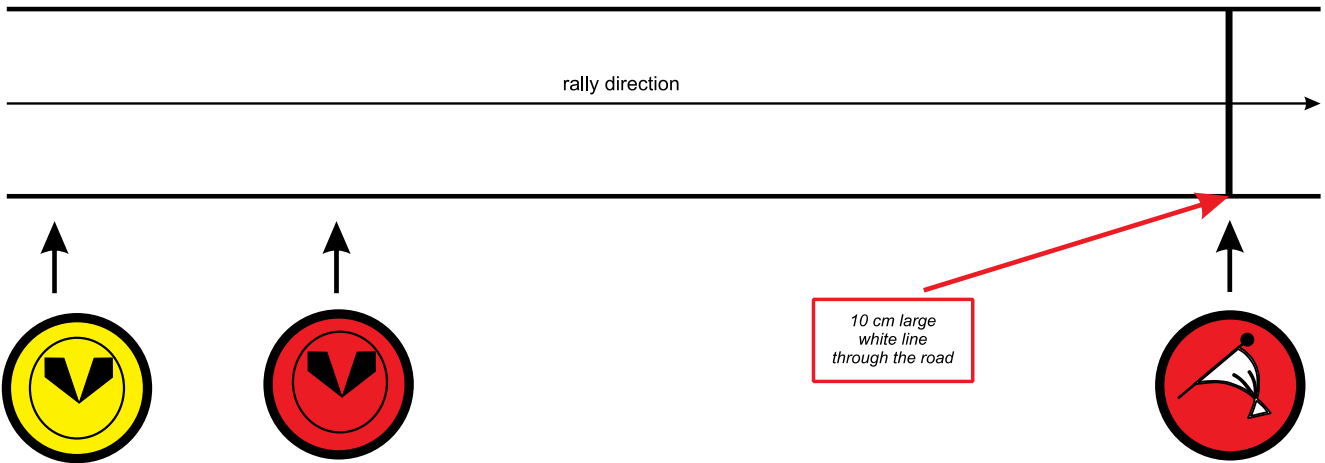 rally direction
10 cm large
white line
through the road